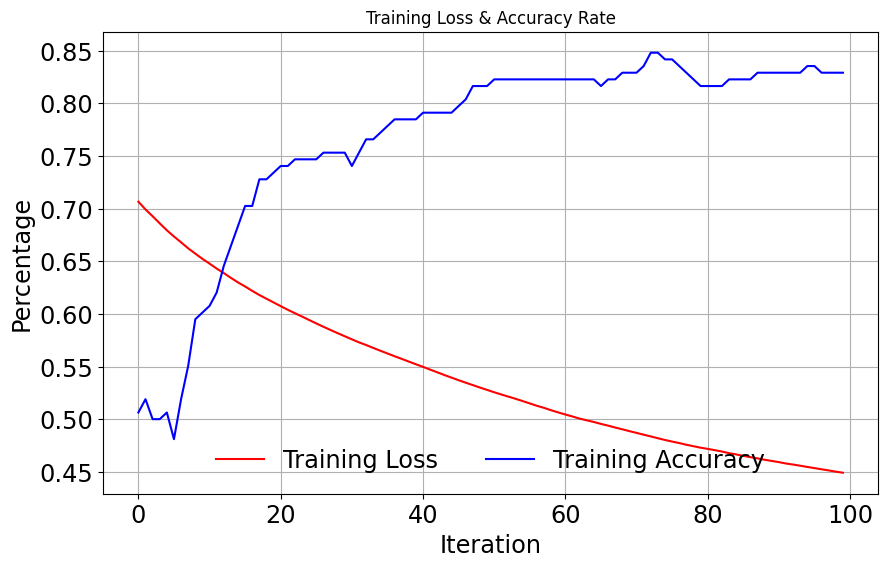 Training Loss & Accuracy Rate
0.85
0.80
0.75
0.70
0.65
0.60
0.55
0.50
0.45
Percentage
Training Loss Training Accuracy
0 20 40 60 80 100
Iteration